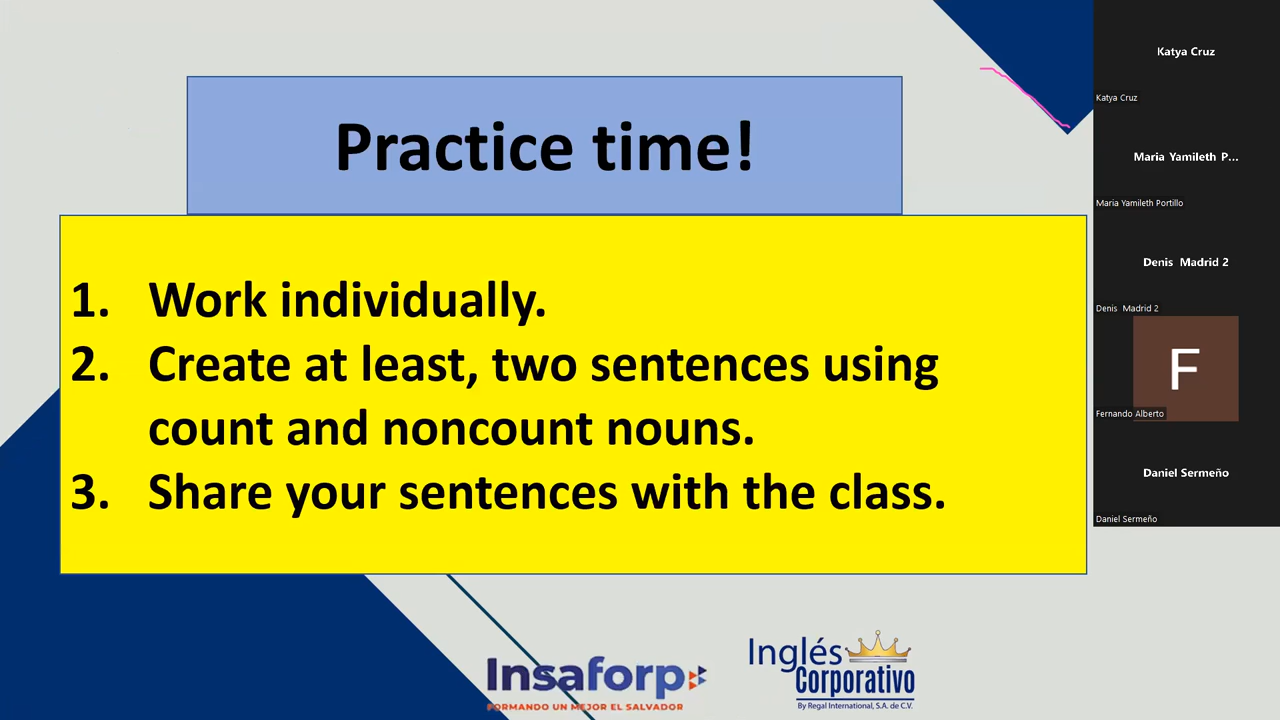 Practice time!
1. Work individually.
2. Create at least, two sentences using
count and noncount nouns.
3. Share your sentences with the class.
Insaforp
FORMANDO UN MEJOR EL SALVADOR
Inglés
Corporativo
By Regal International, S.A. de C.V.
Katya Cruz
Katya Cruz
Maria Yamileth P...
Maria Yamileth Portillo
Denis Madrid 2
Denis Madrid 2
F
Fernando Alberto
Daniel Sermeño
Daniel Sermeño